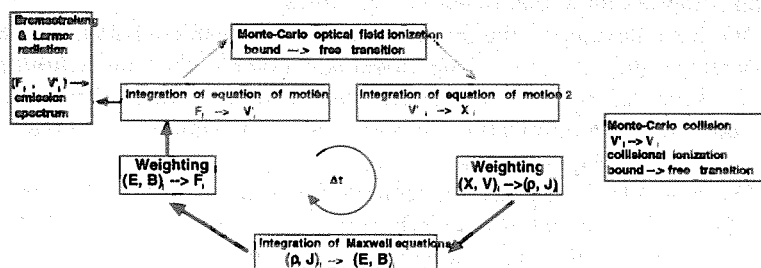 Bremsstralung
& Larmor
radiation
(F i , V' i ) —>
emission
spectrum
Monte-Carlo optical field ionization
bound —> free transition
Integration of equation of motion
F i —> V' i
Integration of equation of motion 2
V' i —> X i
Monte-Carlo collision
V' i —> V i
collisional ionization
bound —> free transition
Weighting
(E, B) i —> F i
Δt
Weighting
(X, V) i —>(ρ, J) i
Integration of Maxwell equations
(ρ, J) i —> (E, B) i